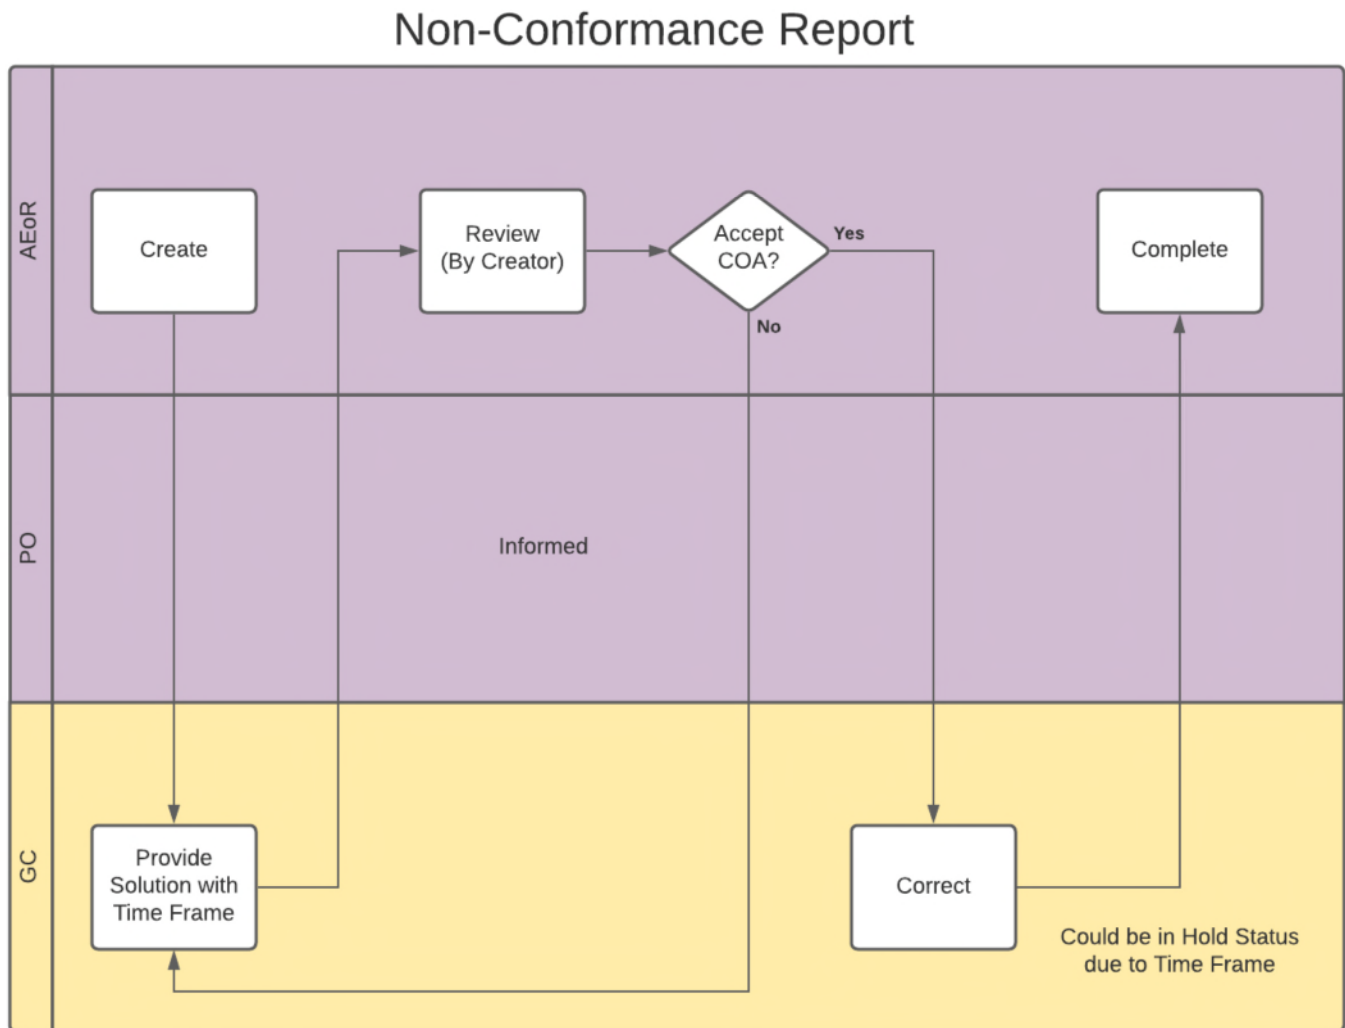 Non-Conformance Report
AEoR
Create
Review
(By Creator)
Accept
COA?
Yes
No
Complete
PO
Informed
GC
Provide
Solution with
Time Frame
Correct
Could be in Hold Status
due to Time Frame